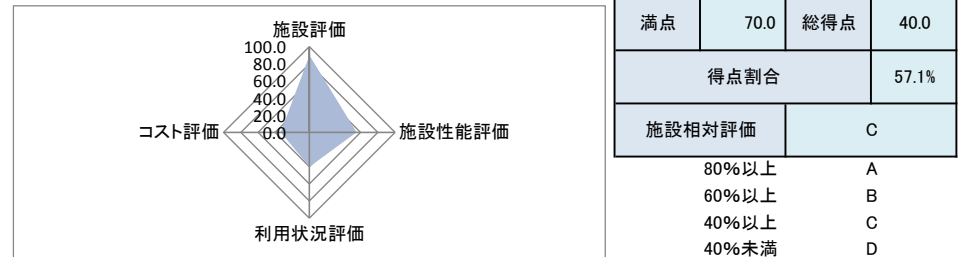 施設評価
100.0
80.0
60.0
40.0
20.0
0.0
コスト評価
施設性能評価
利用状況評価
満点 70.0 総得点 40.0
得点割合 57.1%
施設相対評価 C
80%以上 A
60%以上 B
40%以上 C
40%未満 D